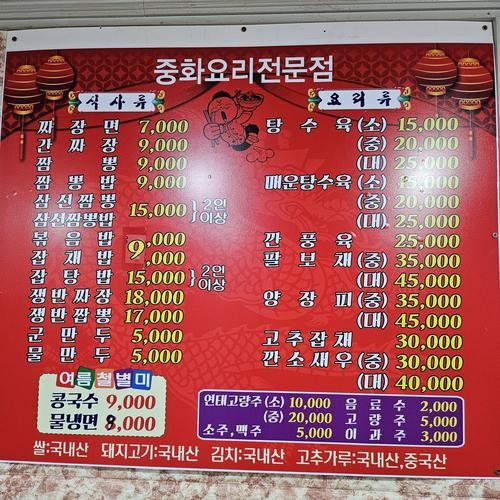 중화요리전문점
식사류
짜장면 7,000
간짜장 9,000
짬뽕 9,000
짬뽕밥 9,000
삼선짬뽕
삼선짬뽕밥
15,000 2인 이상
볶음밥 9,000
잡채밥 9,000
잡탕밥 15,000
쟁반짜장 18,000
2인 이상
쟁반짬뽕 17,000
군만두 5,000
물만두 5,000
여름철별미
콩국수 9,000
물냉면 8,000
요리류
탕수육 (소) 15,000
(중) 20,000
(대) 25,000
매운탕수육 (소) 15,000
(중) 20,000
(대) 25,000
깐풍육 25,000
팔보채 (중) 35,000
(대) 45,000
양장피 (중) 35,000
(대) 45,000
고추잡채 30,000
깐소새우 (중) 30,000
(대) 40,000
연태고량주 (소) 10,000 음료수 2,000
(중) 20,000 고량주 5,000
소주,맥주 5,000 이과주 3,000
쌀:국내산 돼지고기:국내산 김치:국내산 고추가루:국내산,중국산